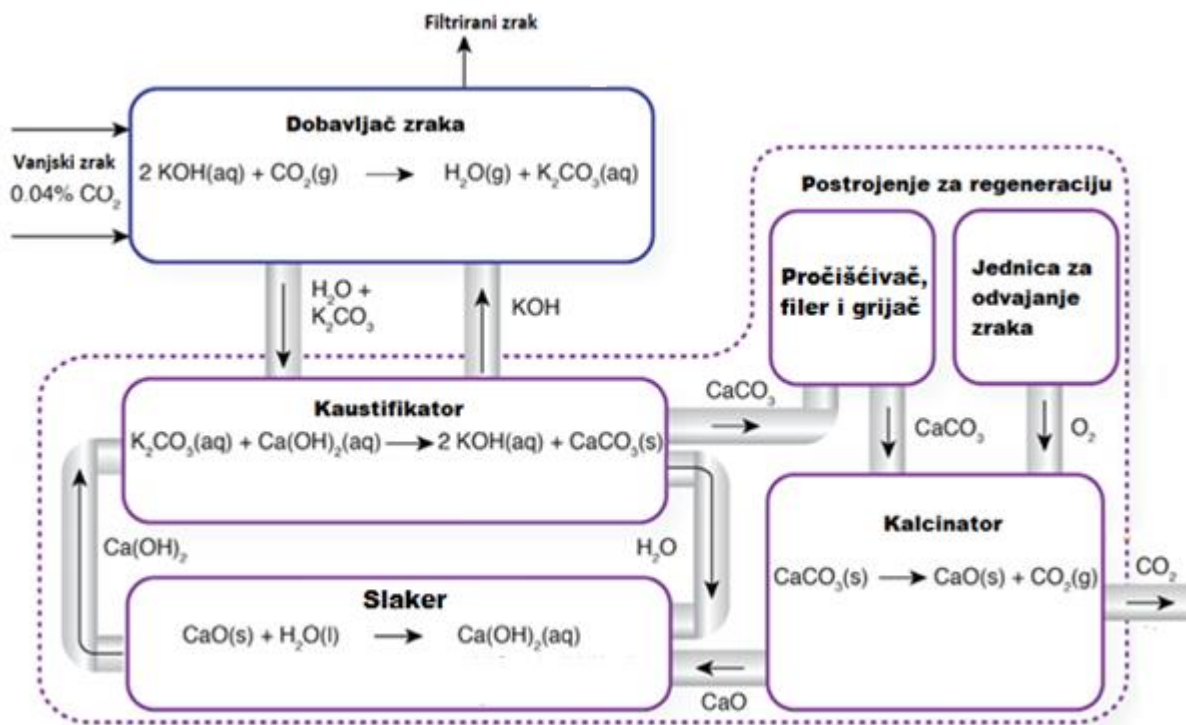 Filtrirani zrak
Dobavljač zraka
Vanjski zrak
0.04% CO₂
2 KOH(aq) + CO₂(g) → H₂O(g) + K₂CO₃(aq)
Postrojenje za regeneraciju
Pročišćivač,
filer i grijač
Jednica za
odvajanje
zraka
H₂O +
K₂CO₃
KOH
Kaustifikator
K₂CO₃(aq) + Ca(OH)₂(aq) → 2 KOH(aq) + CaCO₃(s)
CaCO₃
CaCO₃
O₂
Ca(OH)₂
H₂O
Kalcinator
CaCO₃(s) → CaO(s) + CO₂(g)
CO₂
Slaker
CaO(s) + H₂O(l) → Ca(OH)₂(aq)
CaO